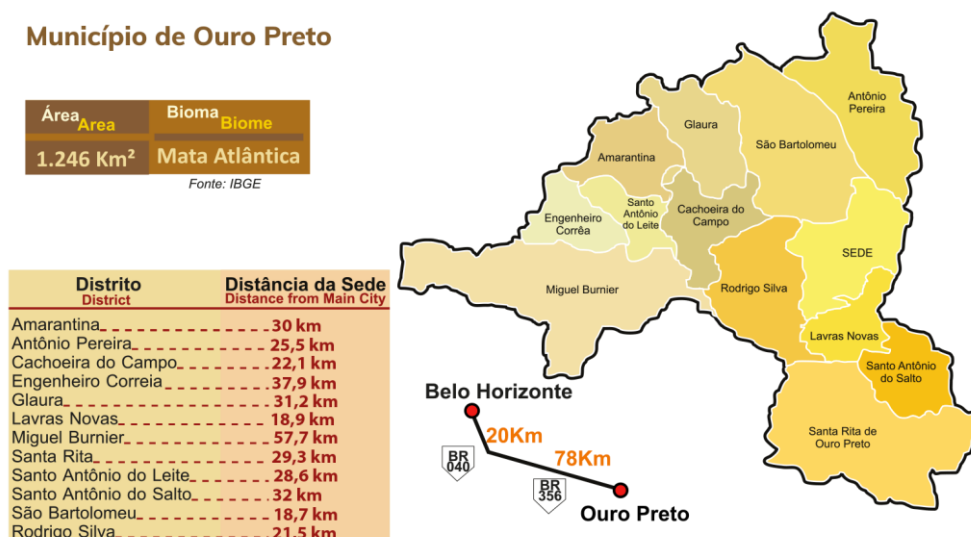 Município de Ouro Preto
Área Area
Bioma Biome
1.246 Km²
Mata Atlântica
Fonte: IBGE
Distrito
District
Distância da Sede
Distance from Main City
Amarantina 30 km
Antônio Pereira 25,5 km
Cachoeira do Campo 22,1 km
Engenheiro Correia 37,9 km
Glaura 31,2 km
Lavras Novas 18,9 km
Miguel Burnier 57,7 km
Santa Rita 29,3 km
Santo Antônio do Leite 28,6 km
Santo Antônio do Salto 32 km
São Bartolomeu 18,7 km
Rodrigo Silva 21,5 km
Antônio
Pereira
Glaura
São Bartolomeu
Amarantina
Santo
Antônio
do Leite
Cachoeira do
Campo
Engenheiro
Corrêa
SEDE
Miguel Burnier
Rodrigo Silva
Lavras Novas
Santo Antônio
do Salto
Santa Rita de
Ouro Preto
Belo Horizonte
20Km
BR
040
78Km
BR
356
Ouro Preto